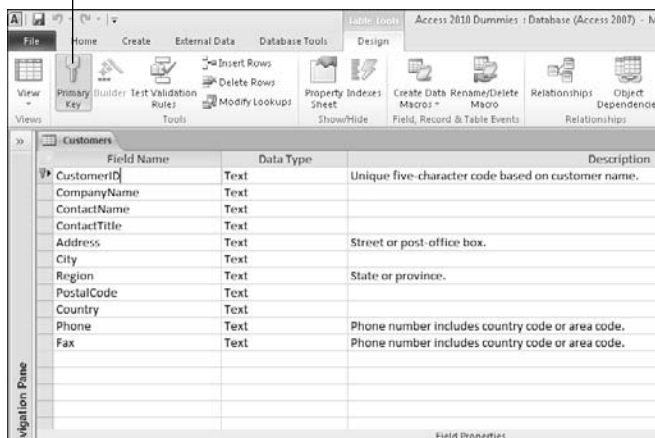 A
Table Tools Access 2010 Dummies : Database (Access 2007) - M
File Home Create External Data Database Tools Design
View Primary Key Builder Test Validation Rules Insert Rows Delete Rows Modify Lookups Property Sheet Indexes Create Data Macros Rename/Delete Macro Relationships Object Dependencie
Views Tools Show/Hide Field, Record & Table Events Relationships
» Customers
Field Name Data Type Description
CustomerID Text Unique five-character code based on customer name.
CompanyName Text
ContactName Text
ContactTitle Text
Address Text Street or post-office box.
City Text
Region Text State or province.
PostalCode Text
Country Text
Phone Text Phone number includes country code or area code.
Fax Text Phone number includes country code or area code.
vigation Pane
Field Properties